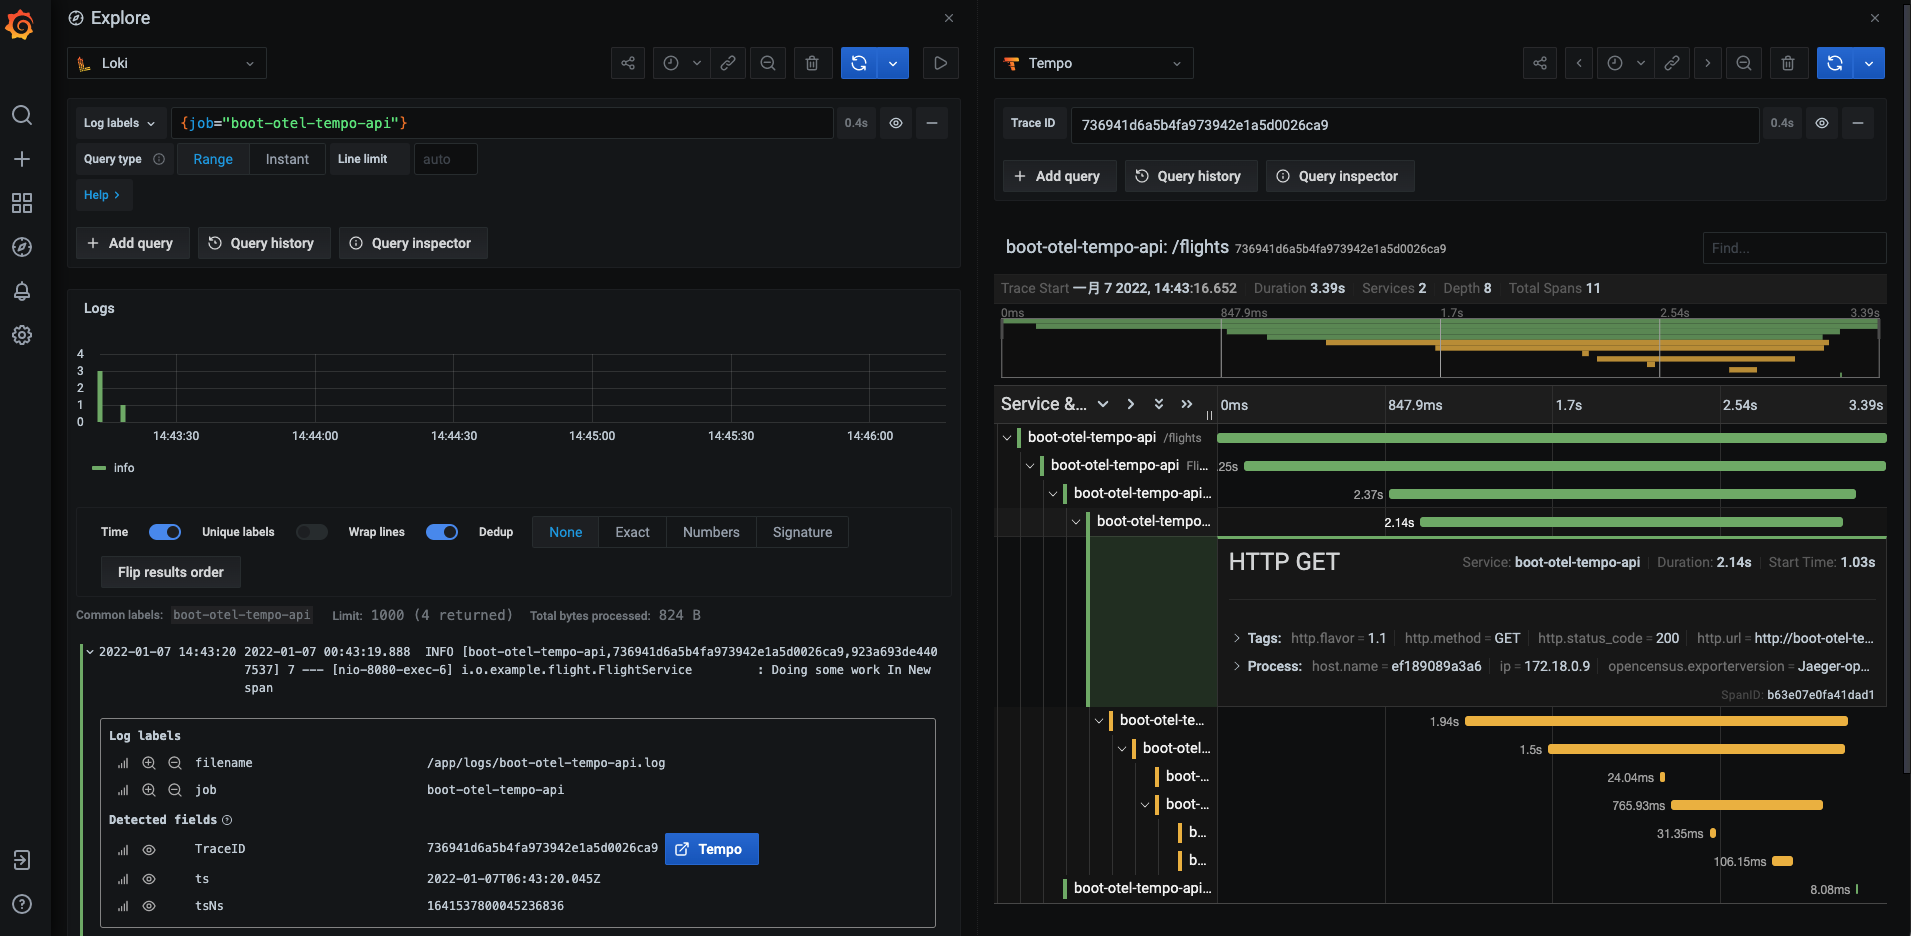 Explore
Loki
Log labels
{job="boot-otel-tempo-api"}
0.4s
Query type
Range
Instant
Line limit
auto
Help
Add query
Query history
Query inspector
Logs
4
3
2
1
0
14:43:30
14:44:00
14:44:30
14:45:00
14:45:30
14:46:00
info
Time
Unique labels
Wrap lines
Dedup
None
Exact
Numbers
Signature
Flip results order
Common labels: boot-otel-tempo-api Limit: 1000 (4 returned) Total bytes processed: 824 B
2022-01-07 14:43:20 2022-01-07 00:43:19.888 INFO [boot-otel-tempo-api,736941d6a5b4fa973942e1a5d0026ca9,923a693de440
7537] 7 --- [nio-8080-exec-6] i.o.example.flight.FlightService : Doing some work In New
span
Log labels
filename /app/logs/boot-otel-tempo-api.log
job boot-otel-tempo-api
Detected fields
TraceID 736941d6a5b4fa973942e1a5d0026ca9 Tempo
ts 2022-01-07T06:43:20.045Z
tsNs 1641537800045236836
Tempo
Trace ID
736941d6a5b4fa973942e1a5d0026ca9
0.4s
Add query
Query history
Query inspector
boot-otel-tempo-api: /flights 736941d6a5b4fa973942e1a5d0026ca9
Find...
Trace Start 一月 7 2022, 14:43:16.652 Duration 3.39s Services 2 Depth 8 Total Spans 11
0ms 847.9ms 1.7s 2.54s 3.39s
Service &... 0ms 847.9ms 1.7s 2.54s 3.39s
boot-otel-tempo-api /flights
boot-otel-tempo-api Fli... 25s
boot-otel-tempo-api... 2.37s
boot-otel-tempo... 2.14s
HTTP GET
Service: boot-otel-tempo-api Duration: 2.14s Start Time: 1.03s
Tags: http.flavor = 1.1 http.method = GET http.status_code = 200 http.url = http://boot-otel-te...
Process: host.name = ef189089a3a6 ip = 172.18.0.9 opencensus.exporterversion = Jaeger-op...
SpanID: b63e07e0fa41dad1
boot-otel-te... 1.94s
boot-otel... 1.5s
boot-... 24.04ms
boot-... 765.93ms
b... 31.35ms
b... 106.15ms
boot-otel-tempo-api... 8.08ms